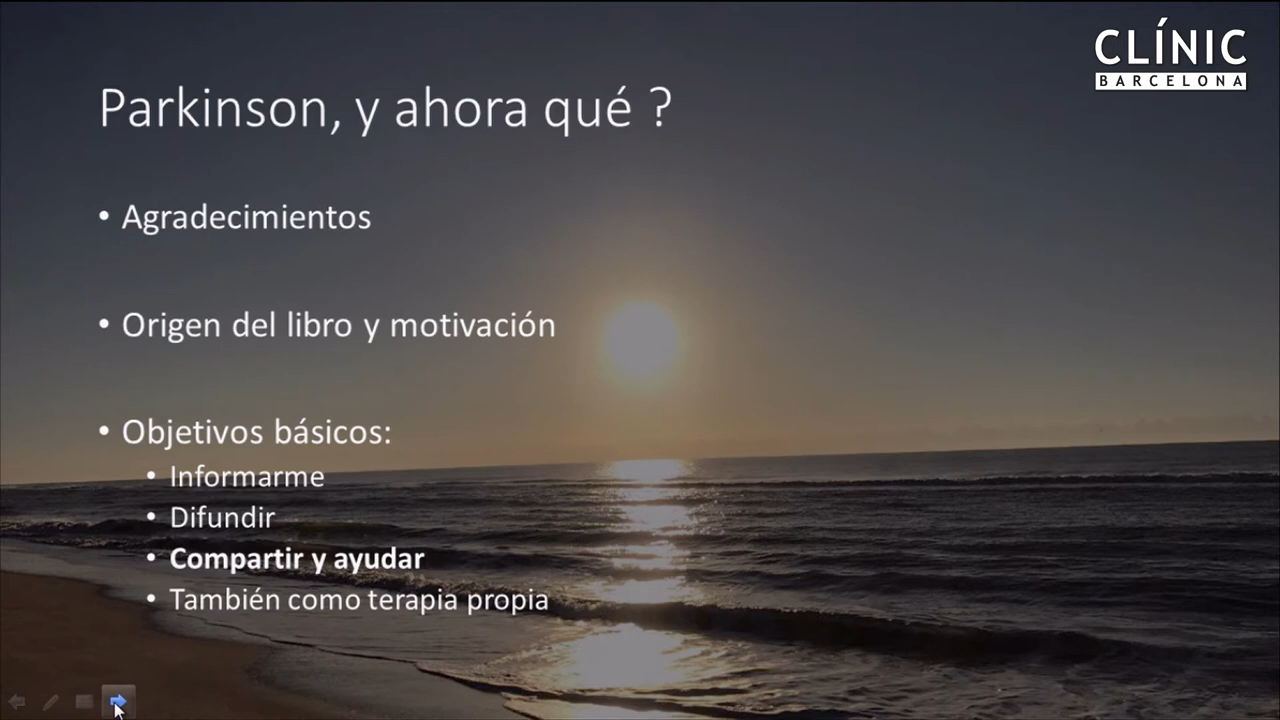 CLÍNIC
BARCELONA
Parkinson, y ahora qué ?
• Agradecimientos
• Origen del libro y motivación
• Objetivos básicos:
• Informarme
• Difundir
• Compartir y ayudar
• También como terapia propia